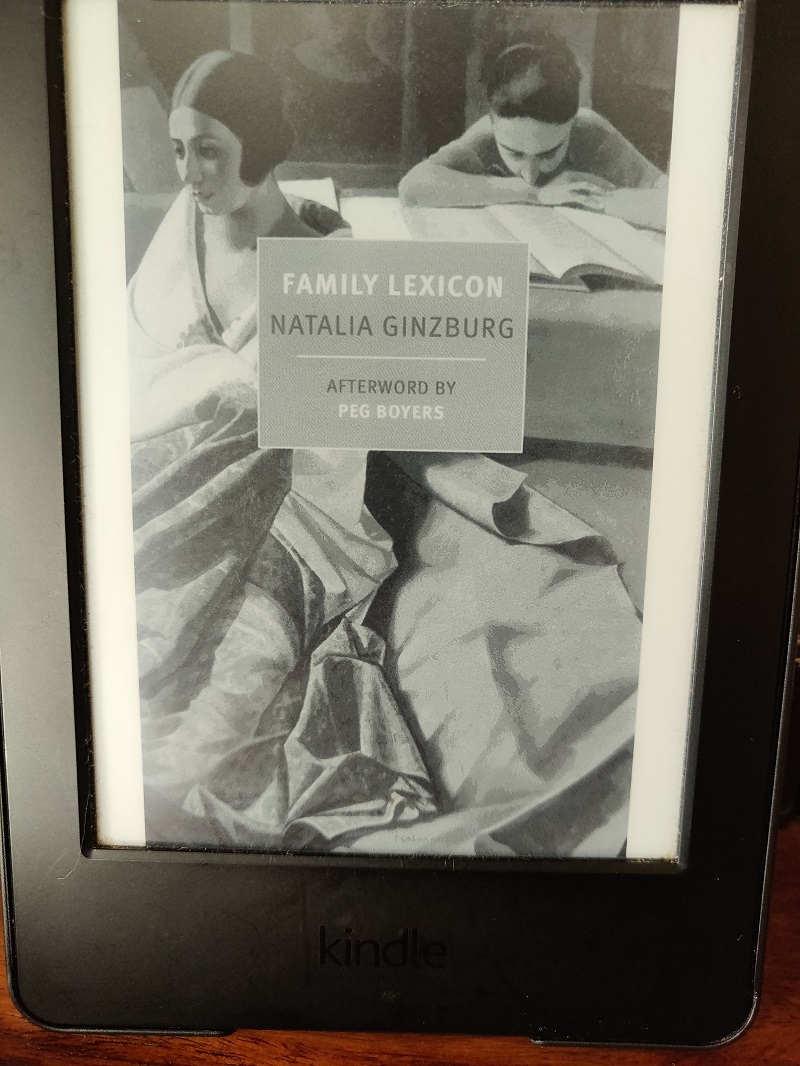 FAMILY LEXICON
NATALIA GINZBURG
AFTERWORD BY
PEG BOYERS
kindle